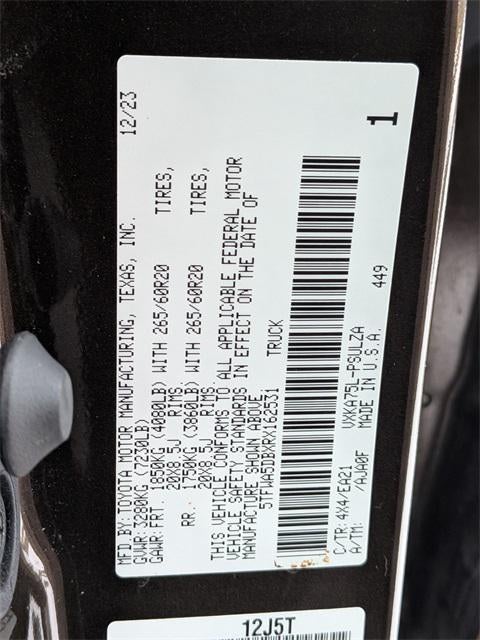 MFD BY: TOYOTA MOTOR MANUFACTURING, TEXAS, INC. 12/23
GVWR: 3280KG (7230LB)
GAWR: FRT. 1850KG (4080LB) WITH 265/60R20 TIRES,
20X8.5J RIMS,
RR. 1750KG (3860LB) WITH 265/60R20 TIRES,
20X8.5J RIMS.
THIS VEHICLE CONFORMS TO ALL APPLICABLE FEDERAL MOTOR
VEHICLE SAFETY STANDARDS IN EFFECT ON THE DATE OF
MANUFACTURE SHOWN ABOVE.
5TFWA5DBXRX162531 TRUCK
1
C/TR: 4X4/EA21 VXKA75L-PSULZA 449
A/TM: /AJA0F MADE IN U.S.A.
12J5T